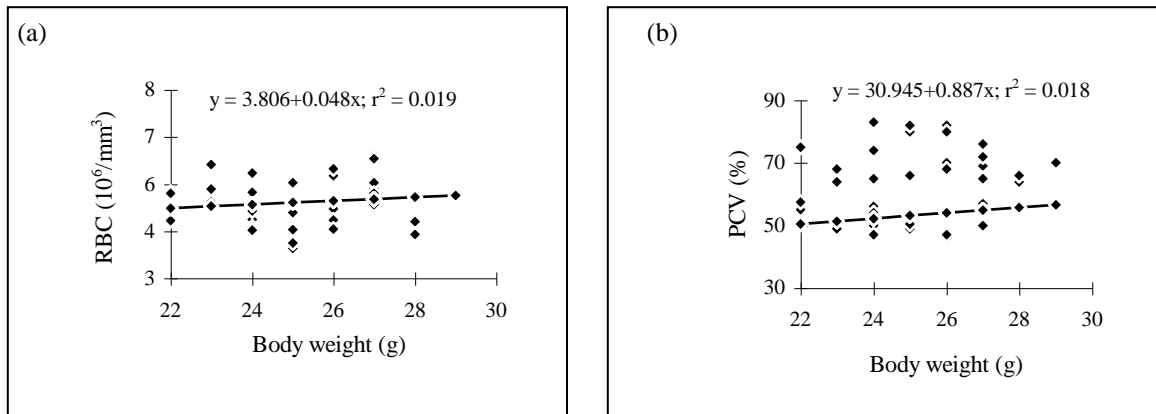 (a)
y = 3.806+0.048x; r² = 0.019
RBC (10⁶/mm³)
8
7
6
4
3
22 24 26 28 30
Body weight (g)
(b)
y = 30.945+0.887x; r² = 0.018
PCV (%)
90
70
50
30
22 24 26 28 30
Body weight (g)